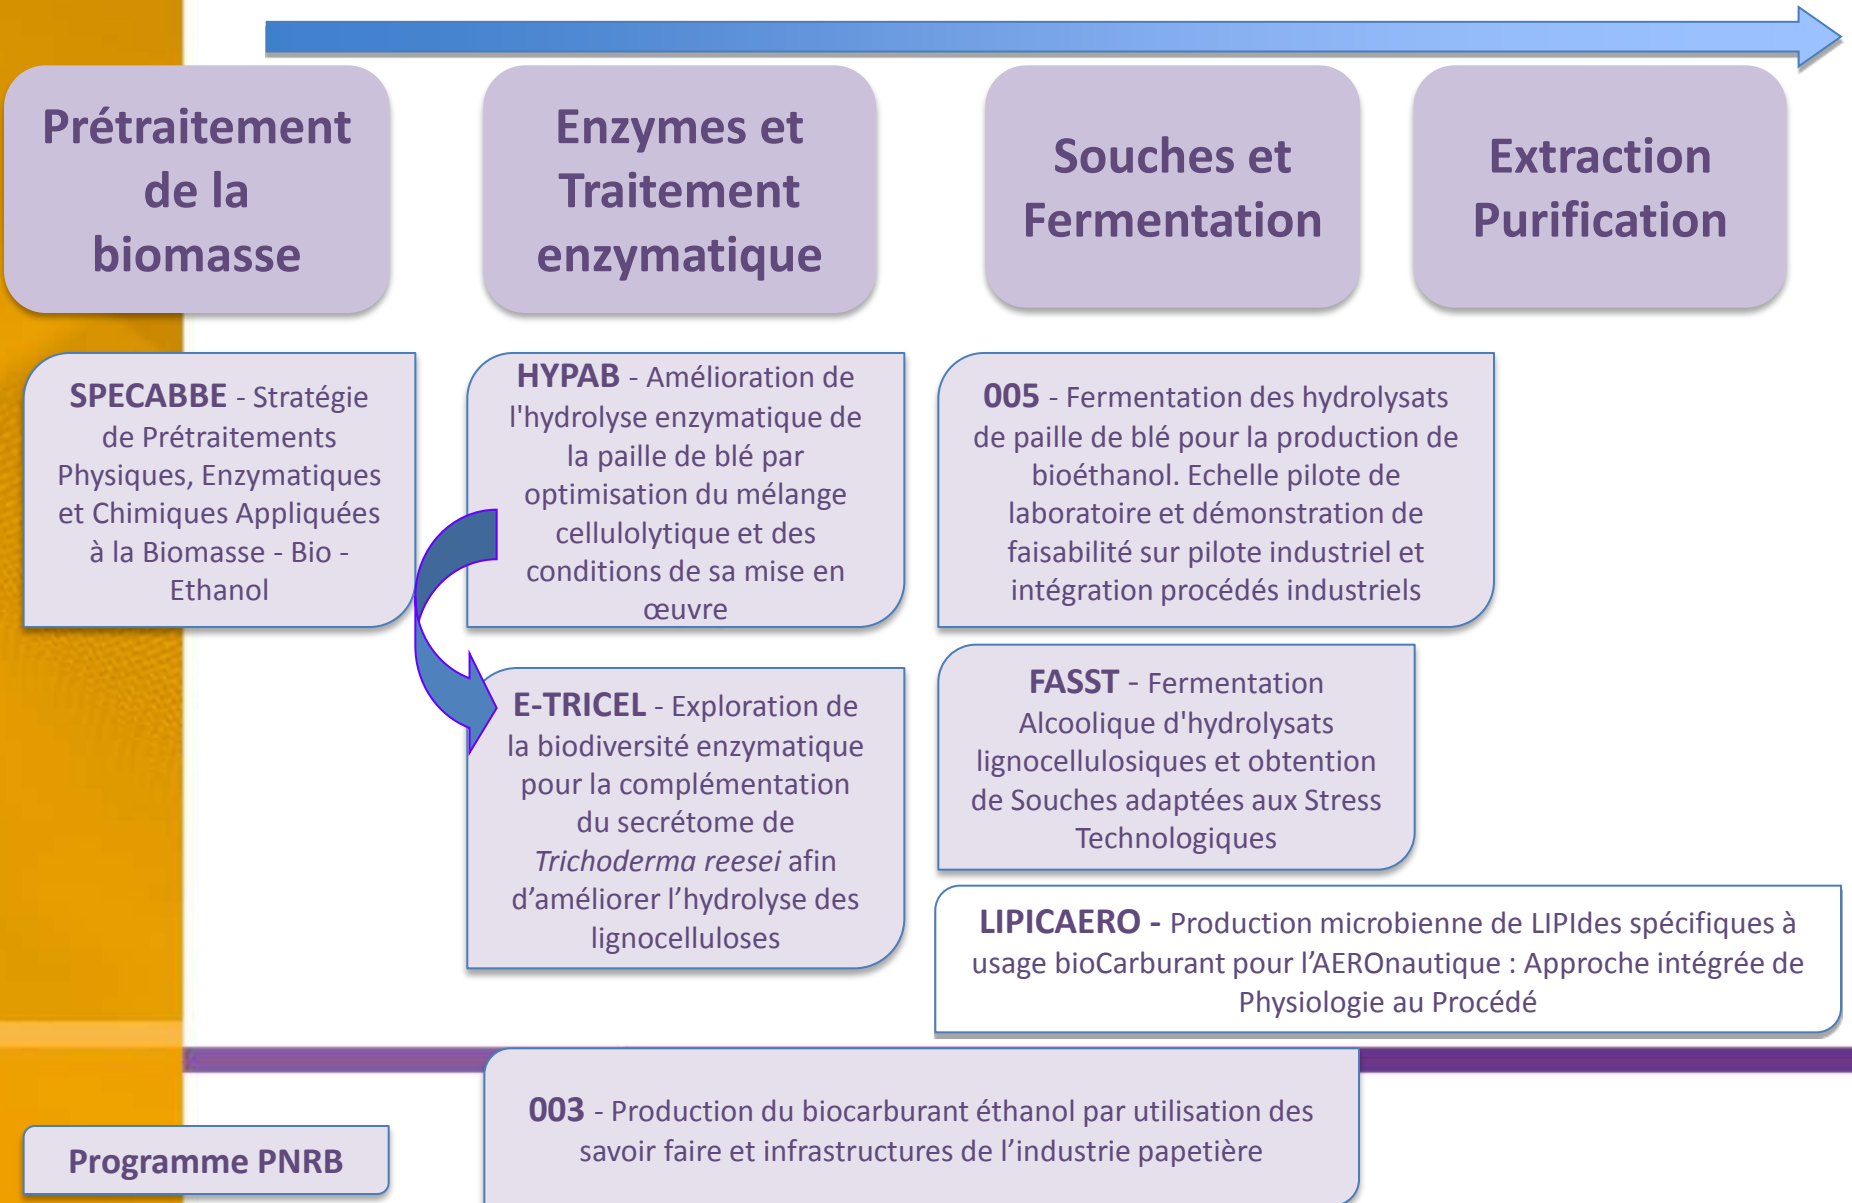 Prétraitement
de la
biomasse
Enzymes et
Traitement
enzymatique
Souches et
Fermentation
Extraction
Purification
SPECABBE - Stratégie
de Prétraitements
Physiques, Enzymatiques
et Chimiques Appliquées
à la Biomasse - Bio -
Ethanol
HYPAB - Amélioration de
l'hydrolyse enzymatique de
la paille de blé par
optimisation du mélange
cellulolytique et des
conditions de sa mise en
œuvre
E-TRICEL - Exploration de
la biodiversité enzymatique
pour la complémentation
du secrétome de
Trichoderma reesei afin
d’améliorer l’hydrolyse des
lignocelluloses
005 - Fermentation des hydrolysats
de paille de blé pour la production de
bioéthanol. Echelle pilote de
laboratoire et démonstration de
faisabilité sur pilote industriel et
intégration procédés industriels
FASST - Fermentation
Alcoolique d'hydrolysats
lignocellulosiques et obtention
de Souches adaptées aux Stress
Technologiques
LIPICAERO - Production microbienne de LIPIdes spécifiques à
usage bioCarburant pour l’AEROnautique : Approche intégrée de
Physiologie au Procédé
003 - Production du biocarburant éthanol par utilisation des
savoir faire et infrastructures de l’industrie papetière
Programme PNRB